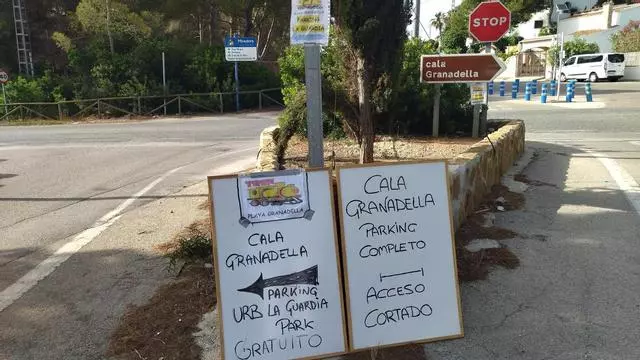 STOP
cala
Granadella
Mirador
PLAYA GRANADELLA
CALA
GRANADELLA
PARKING
URB LA GUARDIA
PARK
GRATUITO
CALA
GRANADELLA
PARKING
COMPLETO
ACCESO
CORTADO